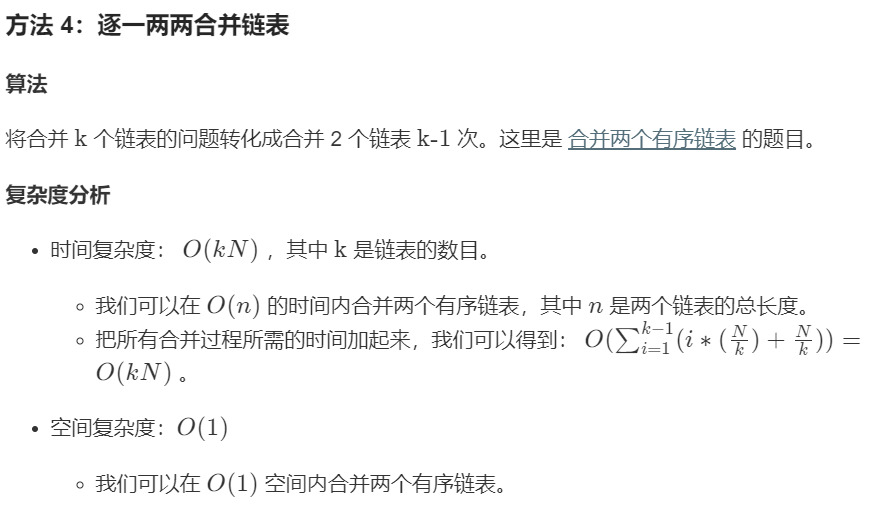 方法 4：逐一两两合并链表
算法
将合并 k 个链表的问题转化成合并 2 个链表 k-1 次。这里是 合并两个有序链表 的题目。
复杂度分析
• 时间复杂度： O(kN) ，其中 k 是链表的数目。
◦ 我们可以在 O(n) 的时间内合并两个有序链表，其中 n 是两个链表的总长度。
◦ 把所有合并过程所需的时间加起来，我们可以得到： O(∑_{i=1}^{k-1}(i * (\frac{N}{k}) + \frac{N}{k})) =
O(kN) 。
• 空间复杂度：O(1)
◦ 我们可以在 O(1) 空间内合并两个有序链表。